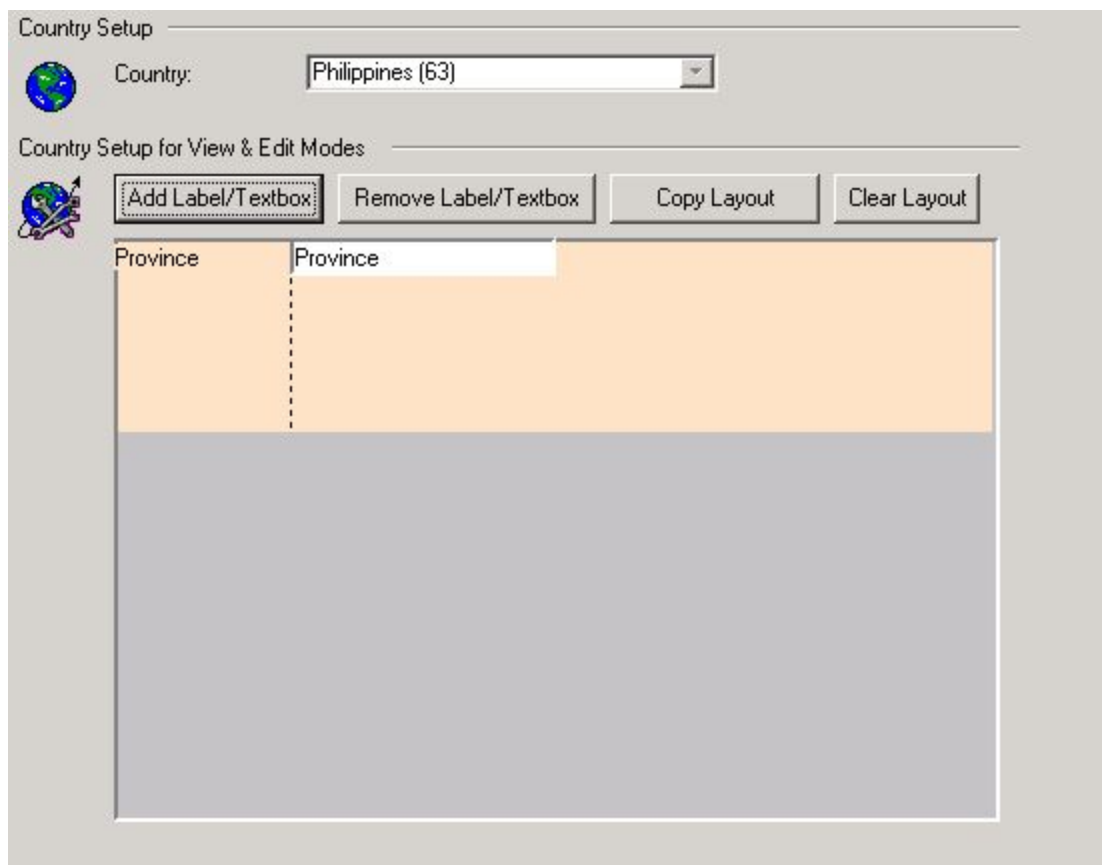 Country Setup
Country: Philippines (63)
Country Setup for View & Edit Modes
Add Label/Textbox Remove Label/Textbox Copy Layout Clear Layout
Province Province